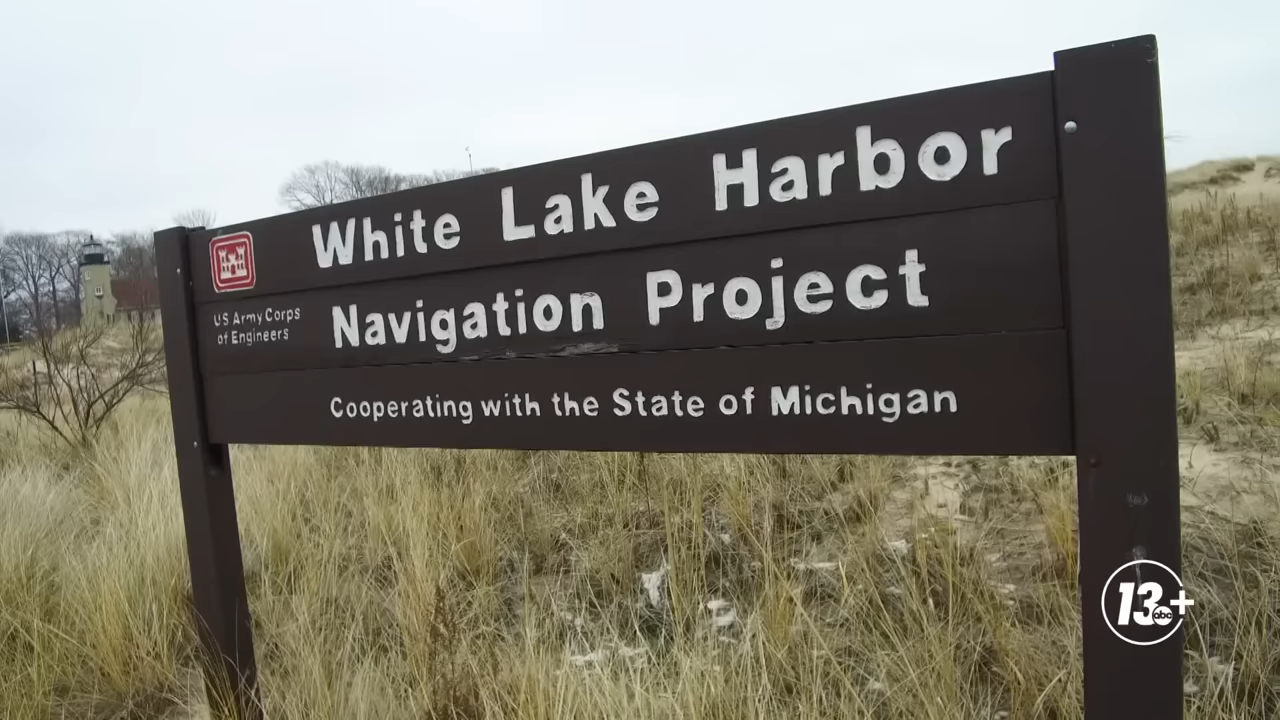 White Lake Harbor
Navigation Project
US Army Corps
of Engineers
Cooperating with the State of Michigan
13+
abc